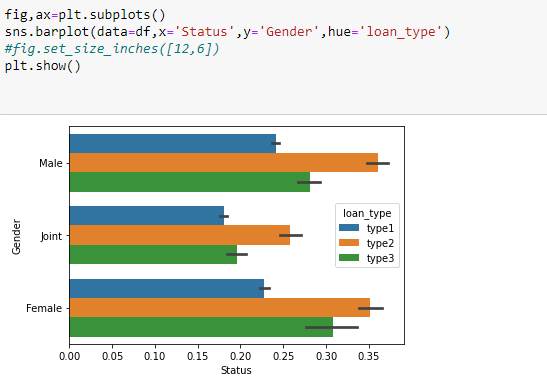 fig,ax=plt.subplots()
sns.barplot(data=df,x='Status',y='Gender',hue='loan_type')
#fig.set_size_inches([12,6])
plt.show()
Male
Joint
Female
Gender
loan_type
type1
type2
type3
0.00 0.05 0.10 0.15 0.20 0.25 0.30 0.35
Status